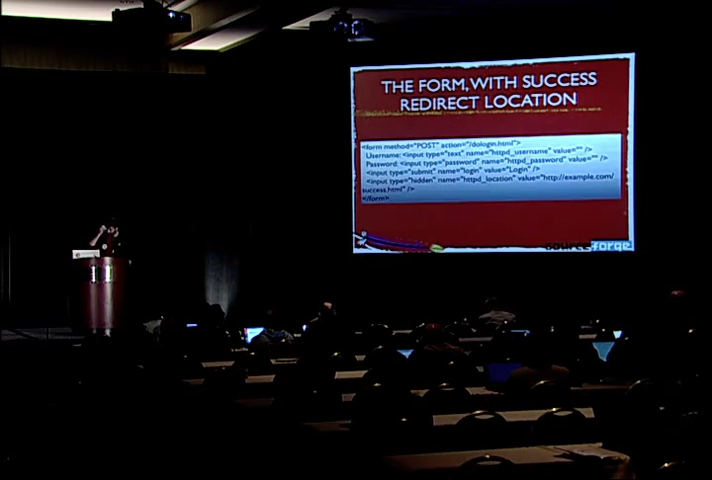 THE FORM, WITH SUCCESS
REDIRECT LOCATION
<form method="POST" action="/dologin.html">
Username: <input type="text" name="httpd_username" value="" />
Password: <input type="password" name="httpd_password" value="" />
<input type="submit" name="login" value="Login" />
<input type="hidden" name="httpd_location" value="http://example.com/
success.html" />
</form>
sourceforge